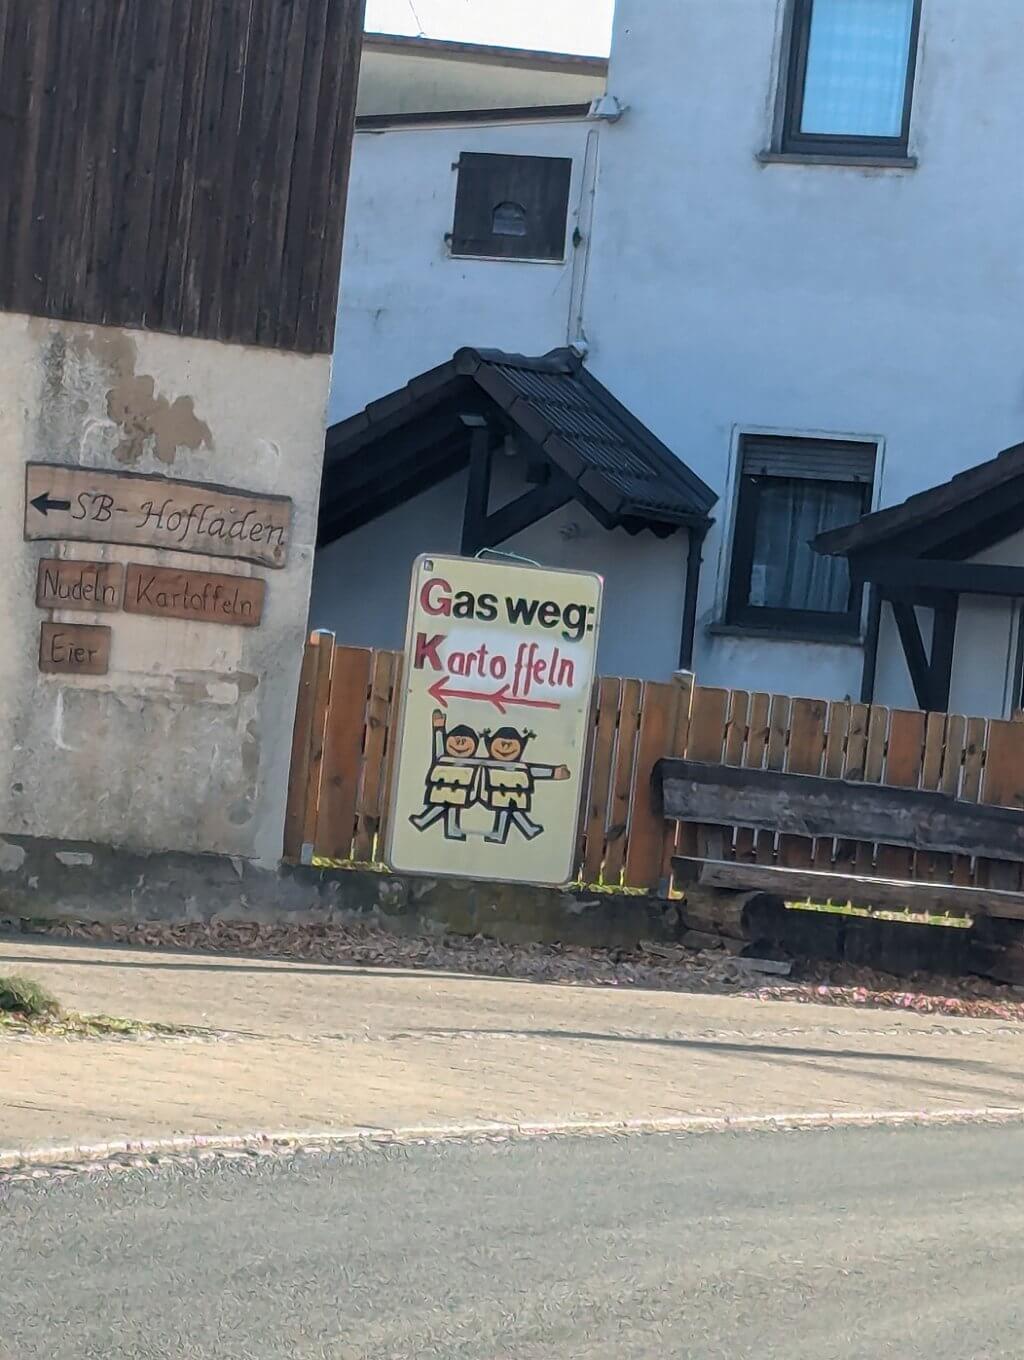 SB-Hofladen
Nudeln Kartoffeln
Eier
Gas weg:
Kartoffeln